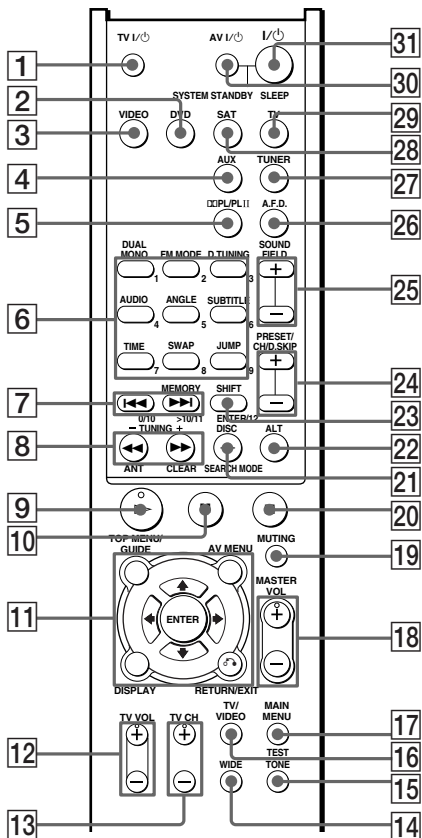 TV I/⏻ AV I/⏻ I/⏻ 31
1 30
2 SYSTEM STANDBY SLEEP
VIDEO DVD SAT TV 29
3 28
AUX TUNER 27
4
5 PL/PL II A.F.D. 26
DUAL MONO 1 FM MODE 2 D.TUNING 3 SOUND FIELD + − 25
6 AUDIO 4 ANGLE 5 SUBTITLE 6
TIME 7 SWAP 8 JUMP 9 PRESET/ CH/D.SKIP + − 24
7 MEMORY SHIFT 23
0/10 >10/11 ENTER/12
8 − TUNING + DISC ALT 22
ANT CLEAR SEARCH MODE 21
9 20
10 MUTING 19
TOP MENU/ GUIDE AV MENU
11 ENTER MASTER VOL + − 18
DISPLAY RETURN/EXIT
12 TV VOL + − TV CH + − TV/ VIDEO MAIN MENU 17
16
13 WIDE TEST TONE 15
14